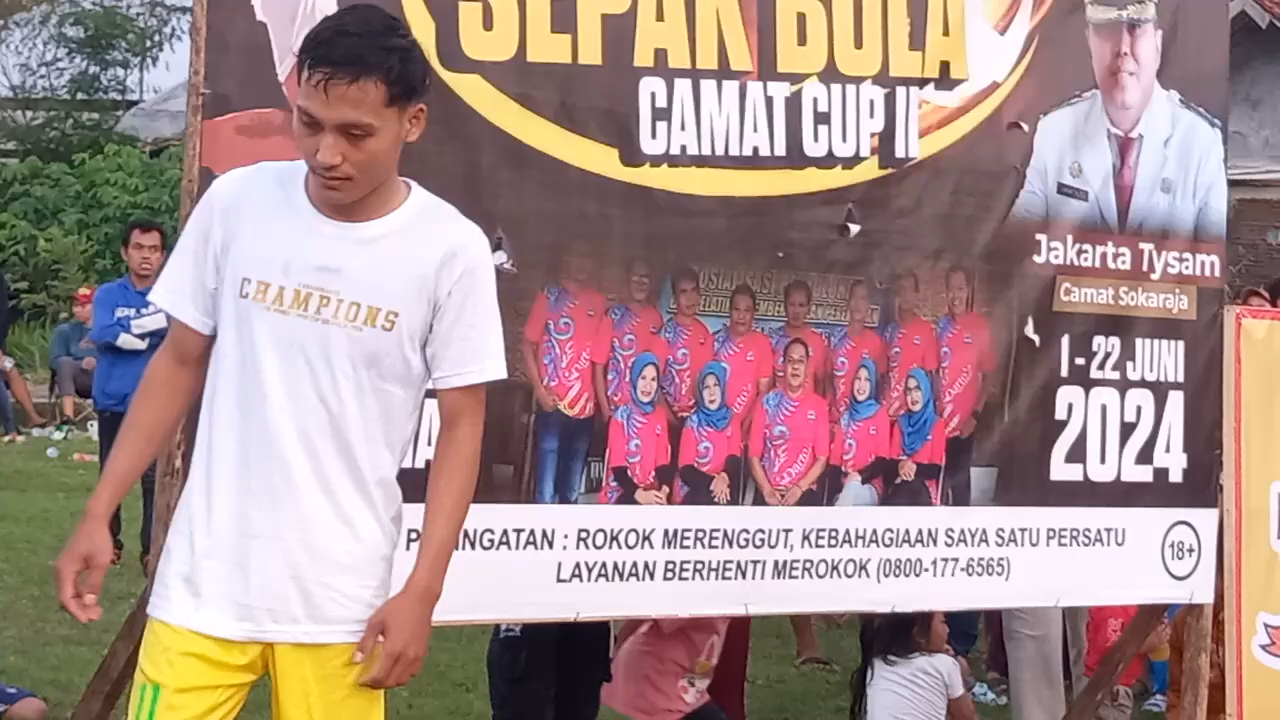 SEPAK BOLA
CAMAT CUP II
CHAMPIONS
Jakarta Tysam
Camat Sokaraja
1 - 22 JUNI
2024
ROKOK MERENGGUT, KEBAHAGIAAN SAYA SATU PERSATU
LAYANAN BERHENTI MEROKOK (0800-177-6565)
18+